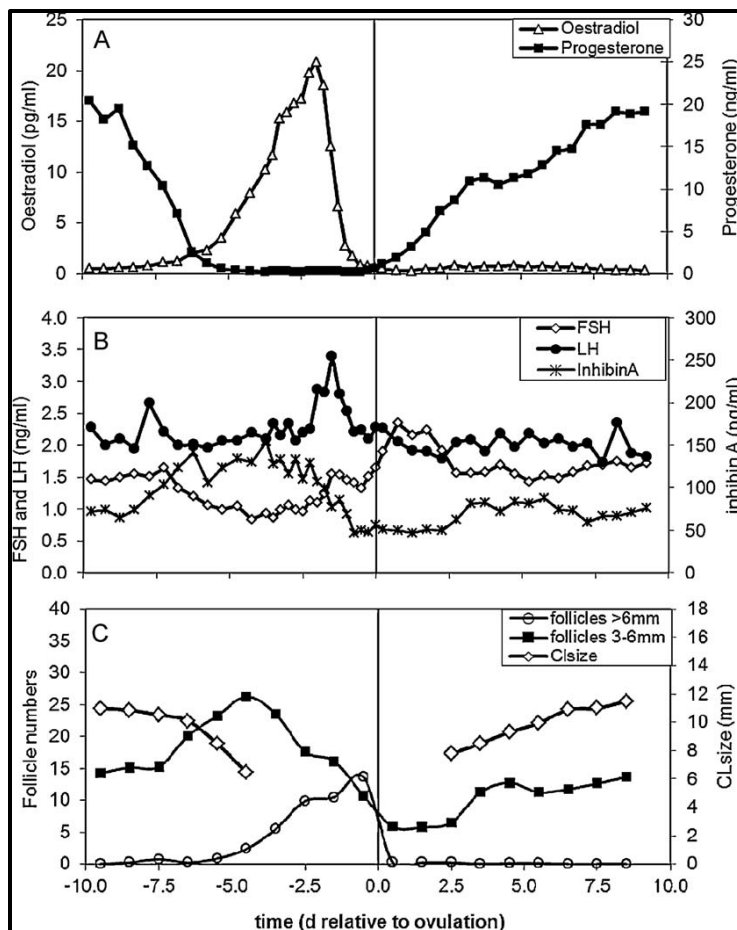 A
Oestradiol
Progesterone
Oestradiol (pg/ml)
25
20
15
10
5
0
Progesterone (ng/ml)
30
25
20
15
10
5
0
B
FSH
LH
InhibinA
FSH and LH (ng/ml)
4.0
3.5
3.0
2.5
2.0
1.5
1.0
0.5
0.0
inhibin A
300
250
200
150
100
50
0
C
follicles >6mm
follicles 3-6mm
Clsize
Follicle numbers
40
35
30
25
20
15
10
5
0
CLsize (mm)
18
16
14
12
10
8
6
4
2
0
-10.0 -7.5 -5.0 -2.5 0.0 2.5 5.0 7.5 10.0
time (d relative to ovulation)